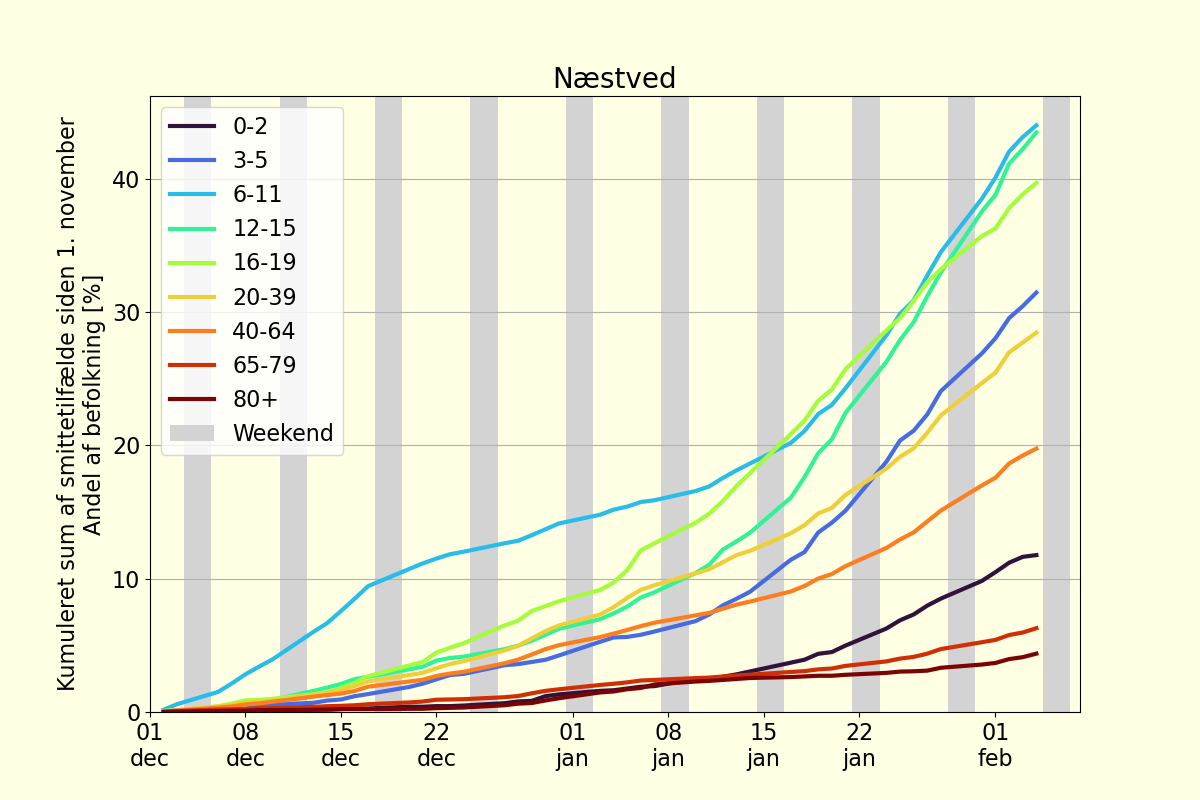 Næstved
Kumuleret sum af smittetilfælde siden 1. november
Andel af befolkning [%]
40
30
20
10
0
0-2
3-5
6-11
12-15
16-19
20-39
40-64
65-79
80+
Weekend
01 08 15 22 01 08 15 22 01
dec dec dec dec jan jan jan jan feb